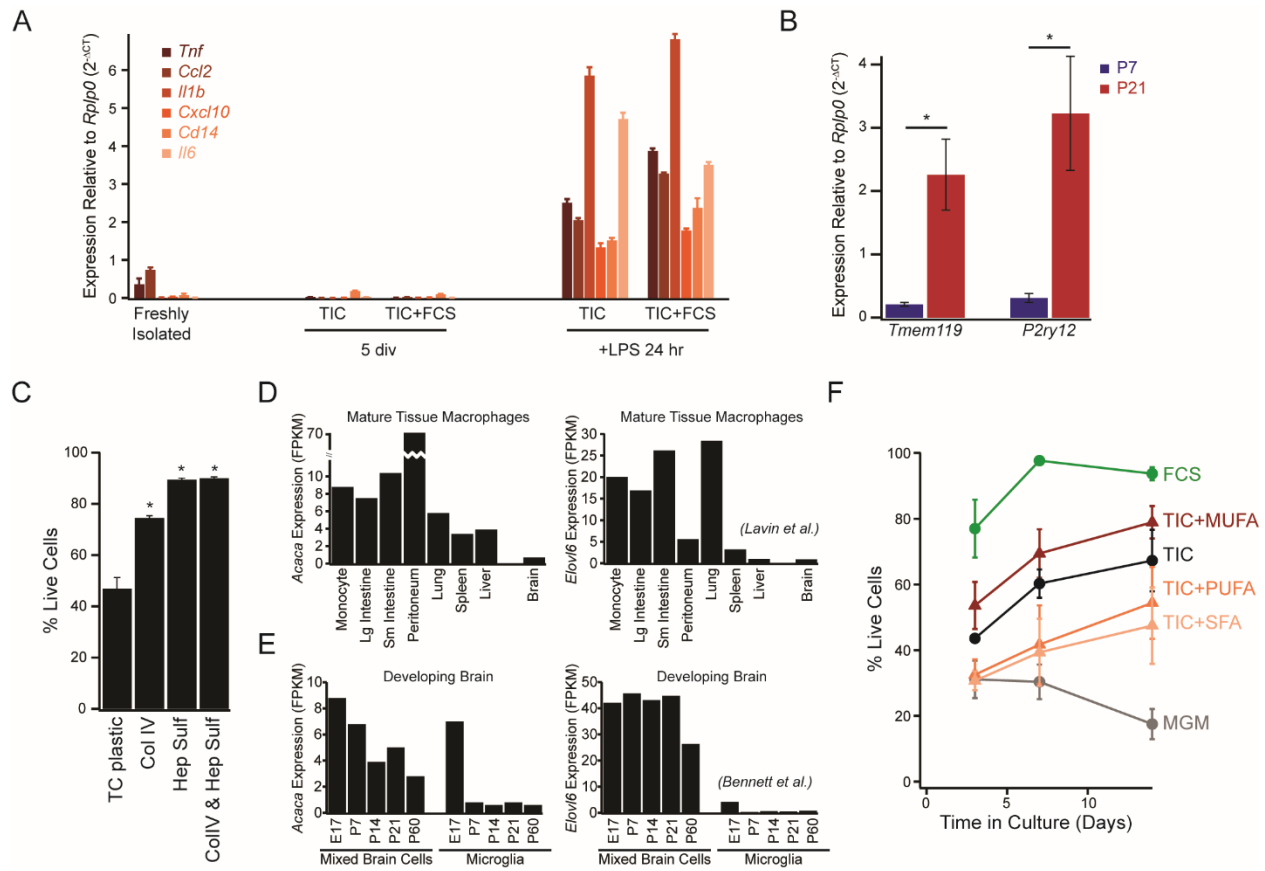 A
Expression Relative to Rplp0 (2-ΔCT)
6
5
4
3
2
1
0
Tnf
Ccl2
Il1b
Cxcl10
Cd14
Il6
Freshly
Isolated
TIC
TIC+FCS
5 div
TIC
TIC+FCS
+LPS 24 hr
B
Expression Relative to Rplp0 (2-ΔCT)
4
3
2
1
0
*
*
P7
P21
Tmem119
P2ry12
C
% Live Cells
100
80
60
40
20
0
*
*
*
TC plastic
Col IV
Hep Sulf
ColIV & Hep Sulf
D
Mature Tissue Macrophages
Acaca Expression (FPKM)
70
10
8
6
4
2
0
Monocyte
Lg Intestine
Sm Intestine
Peritoneum
Lung
Spleen
Liver
Brain
Mature Tissue Macrophages
Elovl6 Expression (FPKM)
30
25
20
15
10
5
0
(Lavin et al.)
Monocyte
Lg Intestine
Sm Intestine
Peritoneum
Lung
Spleen
Liver
Brain
E
Developing Brain
Acaca Expression (FPKM)
10
8
6
4
2
0
E17
P7
P14
P21
P60
E17
P7
P14
P21
P60
Mixed Brain Cells
Microglia
Developing Brain
Elovl6 Expression (FPKM)
50
40
30
20
10
0
(Bennett et al.)
E17
P7
P14
P21
P60
E17
P7
P14
P21
P60
Mixed Brain Cells
Microglia
F
% Live Cells
100
80
60
40
20
0
FCS
TIC+MUFA
TIC
TIC+PUFA
TIC+SFA
MGM
0
5
10
Time in Culture (Days)